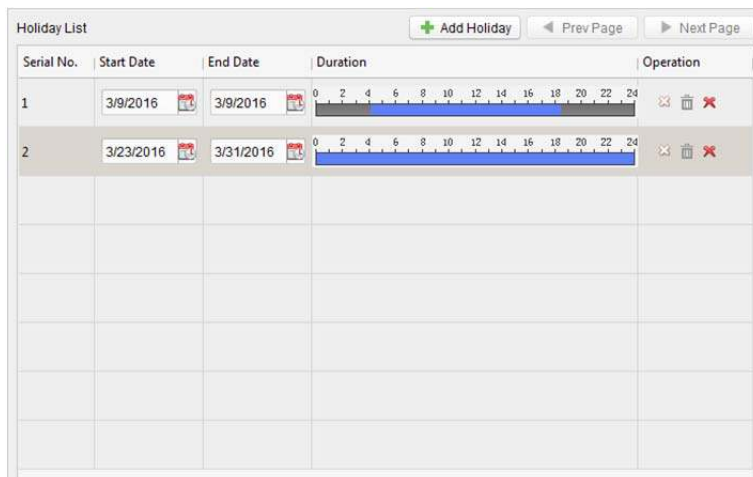 Holiday List Add Holiday Prev Page Next Page
Serial No. Start Date End Date Duration Operation
0 2 4 6 8 10 12 14 16 18 20 22 24
1 3/9/2016 3/9/2016
0 2 4 6 8 10 12 14 16 18 20 22 24
2 3/23/2016 3/31/2016